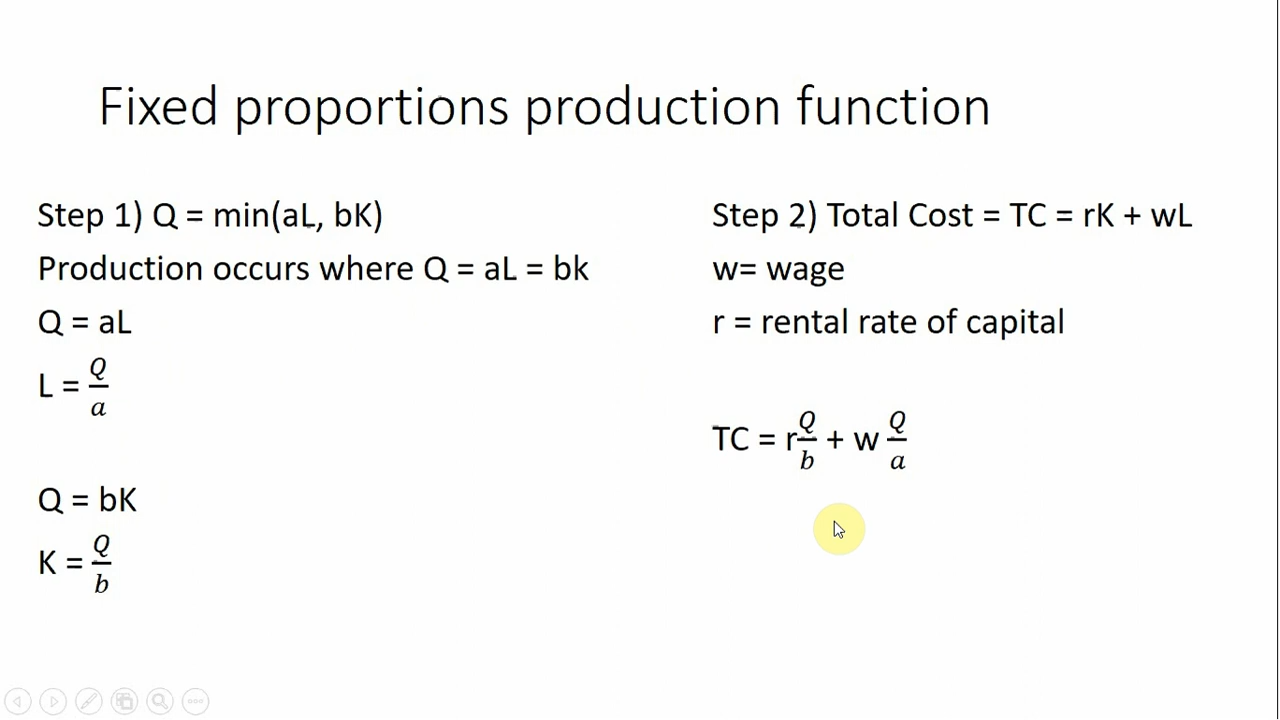 Fixed proportions production function
Step 1) Q = min(aL, bK)
Production occurs where Q = aL = bk
Q = aL
L = Q/a
Q = bK
K = Q/b
Step 2) Total Cost = TC = rK + wL
w= wage
r = rental rate of capital
TC = r Q/b + w Q/a